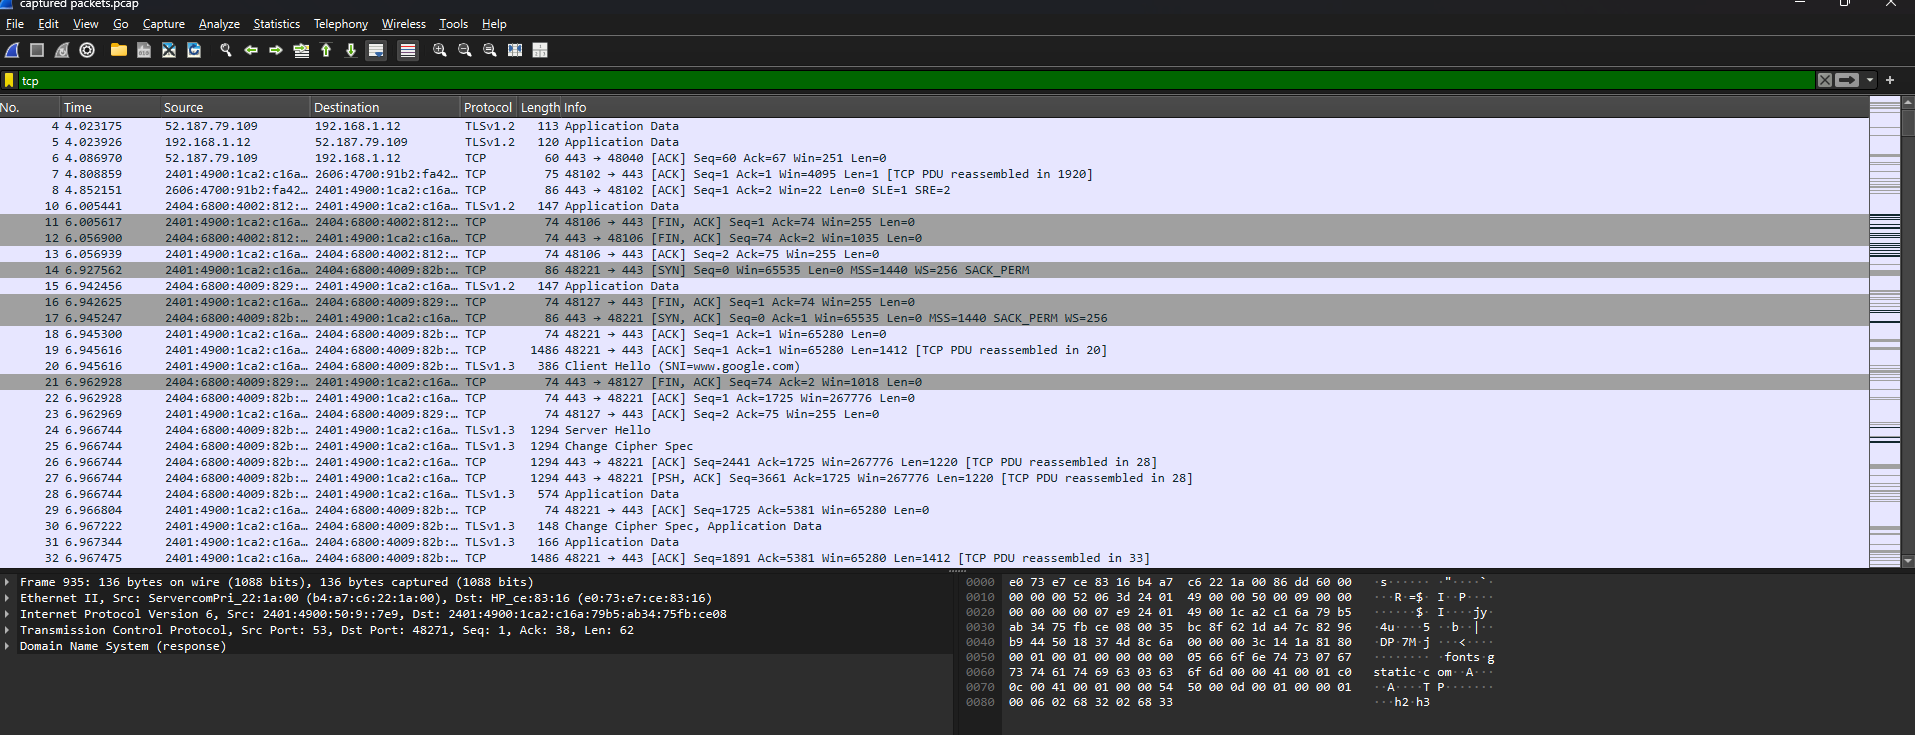 captured packets.pcap
File Edit View Go Capture Analyze Statistics Telephony Wireless Tools Help
tcp
No. Time Source Destination Protocol Length Info
4 4.023175 52.187.79.109 192.168.1.12 TLSv1.2 113 Application Data
5 4.023926 192.168.1.12 52.187.79.109 TLSv1.2 120 Application Data
6 4.086970 52.187.79.109 192.168.1.12 TCP 60 443 → 48040 [ACK] Seq=60 Ack=67 Win=251 Len=0
7 4.808859 2401:4900:1ca2:c16a… 2606:4700:91b2:fa42… TCP 75 48102 → 443 [ACK] Seq=1 Ack=1 Win=4095 Len=1 [TCP PDU reassembled in 1920]
8 4.852151 2606:4700:91b2:fa42… 2401:4900:1ca2:c16a… TCP 86 443 → 48102 [ACK] Seq=1 Ack=2 Win=22 Len=0 SLE=1 SRE=2
10 6.005441 2404:6800:4002:812:… 2401:4900:1ca2:c16a… TLSv1.2 147 Application Data
11 6.005617 2401:4900:1ca2:c16a… 2404:6800:4002:812:… TCP 74 48106 → 443 [FIN, ACK] Seq=1 Ack=74 Win=255 Len=0
12 6.056900 2404:6800:4002:812:… 2401:4900:1ca2:c16a… TCP 74 443 → 48106 [FIN, ACK] Seq=74 Ack=2 Win=1035 Len=0
13 6.056939 2401:4900:1ca2:c16a… 2404:6800:4002:812:… TCP 74 48106 → 443 [ACK] Seq=2 Ack=75 Win=255 Len=0
14 6.927562 2401:4900:1ca2:c16a… 2404:6800:4009:82b:… TCP 86 48221 → 443 [SYN] Seq=0 Win=65535 Len=0 MSS=1440 WS=256 SACK_PERM
15 6.942456 2404:6800:4009:829:… 2401:4900:1ca2:c16a… TLSv1.2 147 Application Data
16 6.942625 2401:4900:1ca2:c16a… 2404:6800:4009:829:… TCP 74 48127 → 443 [FIN, ACK] Seq=1 Ack=74 Win=255 Len=0
17 6.945247 2404:6800:4009:82b:… 2401:4900:1ca2:c16a… TCP 86 443 → 48221 [SYN, ACK] Seq=0 Ack=1 Win=65535 Len=0 MSS=1440 SACK_PERM WS=256
18 6.945300 2401:4900:1ca2:c16a… 2404:6800:4009:82b:… TCP 74 48221 → 443 [ACK] Seq=1 Ack=1 Win=65280 Len=0
19 6.945616 2401:4900:1ca2:c16a… 2404:6800:4009:82b:… TCP 1486 48221 → 443 [ACK] Seq=1 Ack=1 Win=65280 Len=1412 [TCP PDU reassembled in 20]
20 6.945616 2401:4900:1ca2:c16a… 2404:6800:4009:82b:… TLSv1.3 386 Client Hello (SNI=www.google.com)
21 6.962928 2404:6800:4009:829:… 2401:4900:1ca2:c16a… TCP 74 443 → 48127 [FIN, ACK] Seq=74 Ack=2 Win=1018 Len=0
22 6.962928 2404:6800:4009:82b:… 2401:4900:1ca2:c16a… TCP 74 443 → 48221 [ACK] Seq=1 Ack=1725 Win=267776 Len=0
23 6.962969 2401:4900:1ca2:c16a… 2404:6800:4009:829:… TCP 74 48127 → 443 [ACK] Seq=2 Ack=75 Win=255 Len=0
24 6.966744 2404:6800:4009:82b:… 2401:4900:1ca2:c16a… TLSv1.3 1294 Server Hello
25 6.966744 2404:6800:4009:82b:… 2401:4900:1ca2:c16a… TLSv1.3 1294 Change Cipher Spec
26 6.966744 2404:6800:4009:82b:… 2401:4900:1ca2:c16a… TCP 1294 443 → 48221 [ACK] Seq=2441 Ack=1725 Win=267776 Len=1220 [TCP PDU reassembled in 28]
27 6.966744 2404:6800:4009:82b:… 2401:4900:1ca2:c16a… TCP 1294 443 → 48221 [PSH, ACK] Seq=3661 Ack=1725 Win=267776 Len=1220 [TCP PDU reassembled in 28]
28 6.966744 2404:6800:4009:82b:… 2401:4900:1ca2:c16a… TLSv1.3 574 Application Data
29 6.966804 2401:4900:1ca2:c16a… 2404:6800:4009:82b:… TCP 74 48221 → 443 [ACK] Seq=1725 Ack=5381 Win=65280 Len=0
30 6.967222 2401:4900:1ca2:c16a… 2404:6800:4009:82b:… TLSv1.3 148 Change Cipher Spec, Application Data
31 6.967344 2401:4900:1ca2:c16a… 2404:6800:4009:82b:… TLSv1.3 166 Application Data
32 6.967475 2401:4900:1ca2:c16a… 2404:6800:4009:82b:… TCP 1486 48221 → 443 [ACK] Seq=1891 Ack=5381 Win=65280 Len=1412 [TCP PDU reassembled in 33]
Frame 935: 136 bytes on wire (1088 bits), 136 bytes captured (1088 bits)
Ethernet II, Src: ServercomPri_22:1a:00 (b4:a7:c6:22:1a:00), Dst: HP_ce:83:16 (e0:73:e7:ce:83:16)
Internet Protocol Version 6, Src: 2401:4900:50:9::7e9, Dst: 2401:4900:1ca2:c16a:79b5:ab34:75fb:ce08
Transmission Control Protocol, Src Port: 53, Dst Port: 48271, Seq: 1, Ack: 38, Len: 62
Domain Name System (response)
0000 e0 73 e7 ce 83 16 b4 a7 c6 22 1a 00 86 dd 60 00 ·s······ ·"····`·
0010 00 00 00 52 06 3d 24 01 49 00 00 50 00 09 00 00 ···R·=$· I··P····
0020 00 00 00 00 07 e9 24 01 49 00 1c a2 c1 6a 79 b5 ······$· I····jy·
0030 ab 34 75 fb ce 08 00 35 bc 8f 62 1d a4 7c 82 96 ·4u····5 ··b··|··
0040 b9 44 50 18 37 4d 8c 6a 00 00 00 3c 14 1a 81 80 ·DP·7M·j ···<····
0050 00 01 00 01 00 00 00 00 05 66 6f 6e 74 73 07 67 ········ ·fonts·g
0060 73 74 61 74 69 63 03 63 6f 6d 00 00 41 00 01 c0 static·c om··A···
0070 0c 00 41 00 01 00 00 54 50 00 0d 00 01 00 00 01 ··A····T P·······
0080 00 06 02 68 32 02 68 33 ···h2·h3